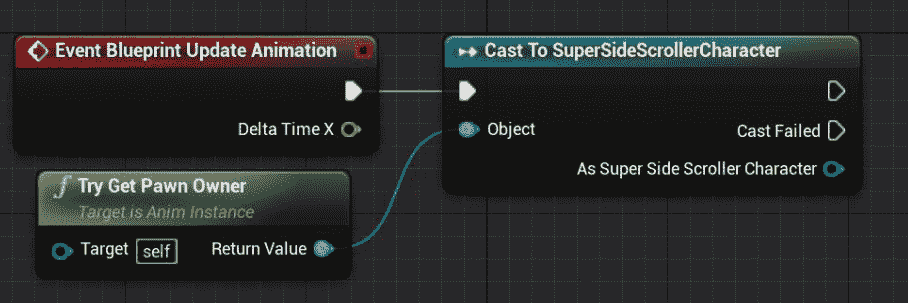 Event Blueprint Update Animation
Delta Time X
Try Get Pawn Owner
Target is Anim Instance
Target self Return Value
Cast To SuperSideScrollerCharacter
Object
Cast Failed
As Super Side Scroller Character